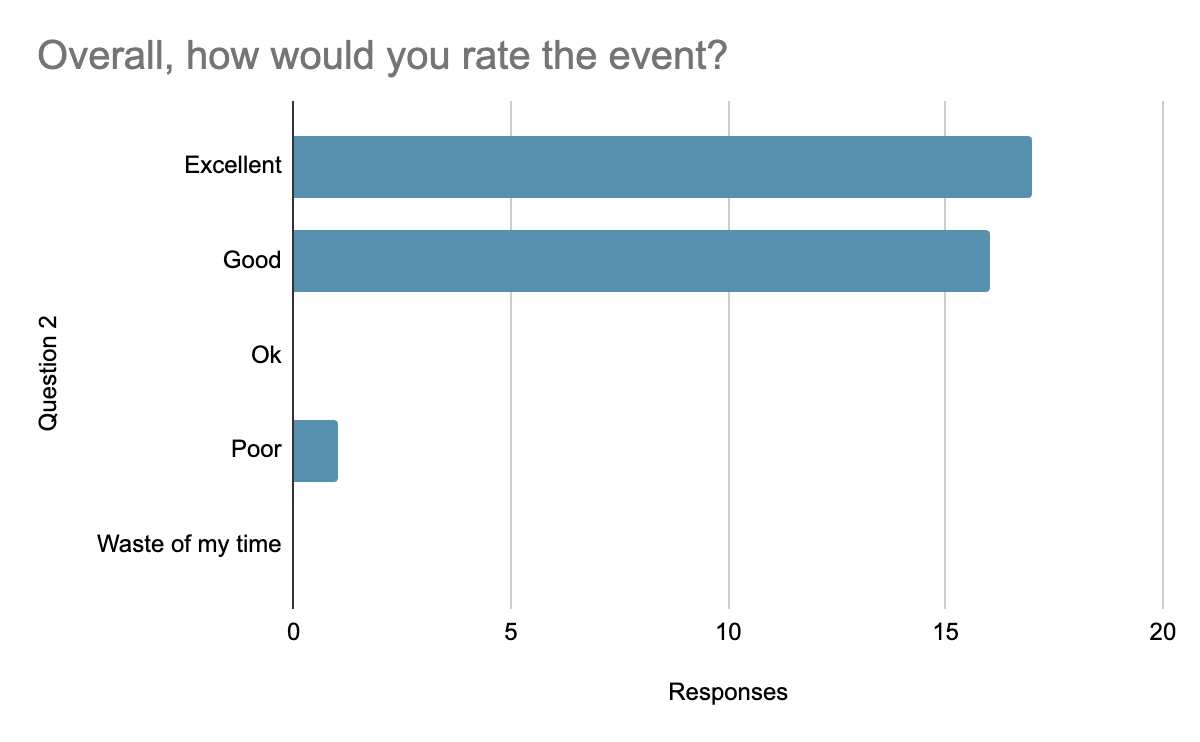 Overall, how would you rate the event?
Excellent
Good
Ok
Poor
Waste of my time
Question 2
0 5 10 15 20
Responses